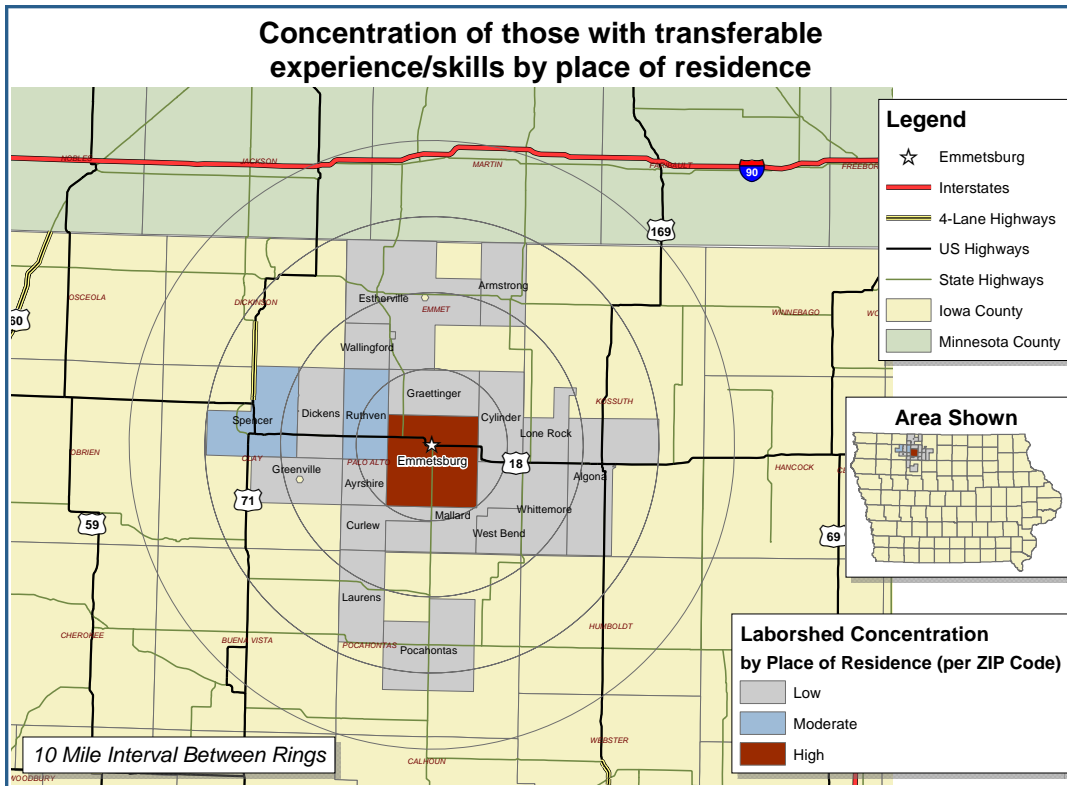 Concentration of those with transferable
experience/skills by place of residence
Legend
Emmetsburg
Interstates
4-Lane Highways
US Highways
State Highways
Iowa County
Minnesota County
NOBLES
JACKSON
MARTIN
FARIBAULT
FREEBOR
90
169
OSCEOLA
DICKINSON
Estherville
Armstrong
EMMET
WINNEBAGO
WO
60
Wallingford
Graettinger
KOSSUTH
Spencer
Dickens
Ruthven
Cylinder
Lone Rock
Area Shown
OBRIEN
CLAY
PALO ALTO
Emmetsburg
18
HANCOCK
Greenville
Ayrshire
Algona
71
59
Mallard
Whittemore
Curlew
West Bend
69
Laurens
CHEROKEE
BUENA VISTA
POCAHONTAS
Pocahontas
HUMBOLDT
Laborshed Concentration
by Place of Residence (per ZIP Code)
Low
Moderate
High
10 Mile Interval Between Rings
WEBSTER
CALHOUN
WOODBURY